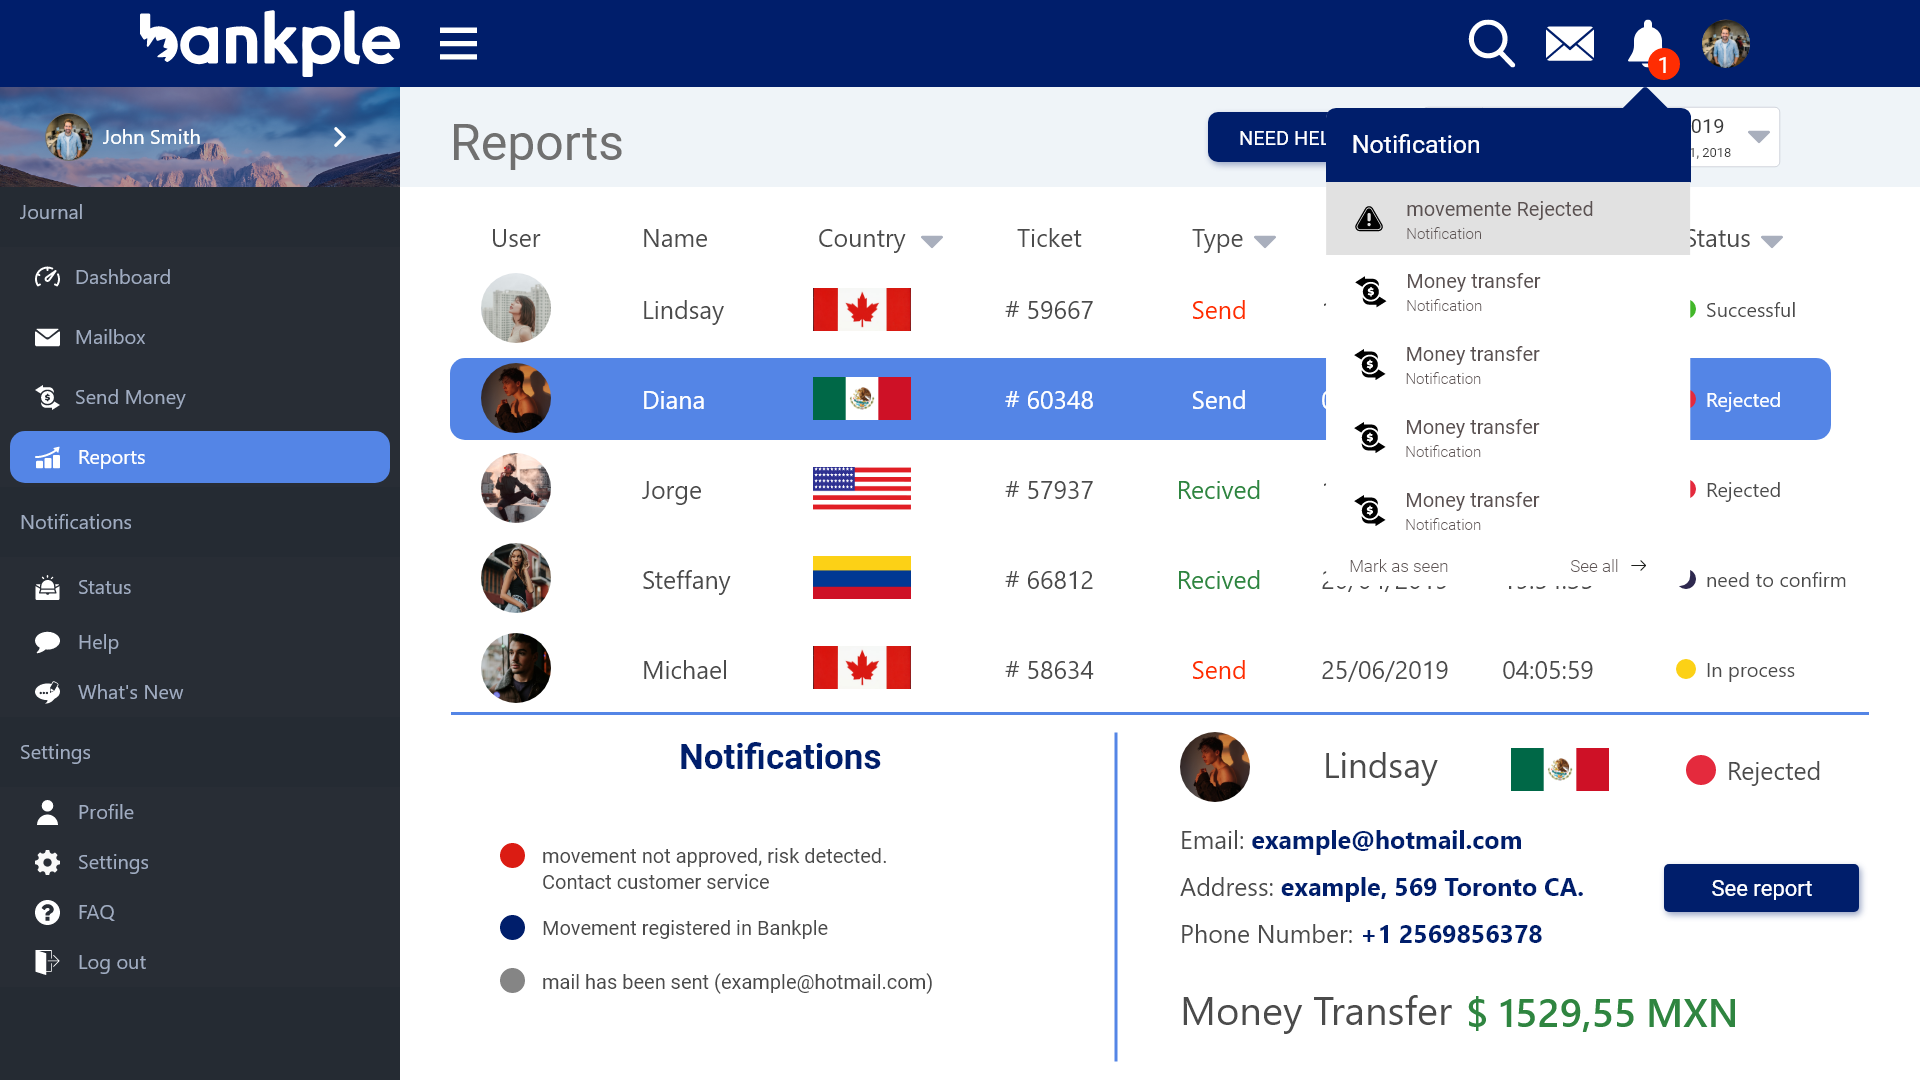 bankple
1
John Smith
Journal
Dashboard
Mailbox
Send Money
Reports
Notifications
Status
Help
What's New
Settings
Profile
Settings
FAQ
Log out
Reports
NEED HEL
019
1, 2018
Notification
movemente Rejected
Notification
Money transfer
Notification
Money transfer
Notification
Money transfer
Notification
Money transfer
Notification
Mark as seen See all
User Name Country Ticket Type Status
Lindsay # 59667 Send Successful
Diana # 60348 Send Rejected
Jorge # 57937 Recived Rejected
Steffany # 66812 Recived need to confirm
Michael # 58634 Send 25/06/2019 04:05:59 In process
Notifications
movement not approved, risk detected.
Contact customer service
Movement registered in Bankple
mail has been sent (example@hotmail.com)
Lindsay Rejected
Email: example@hotmail.com
Address: example, 569 Toronto CA.
See report
Phone Number: +1 2569856378
Money Transfer $ 1529,55 MXN